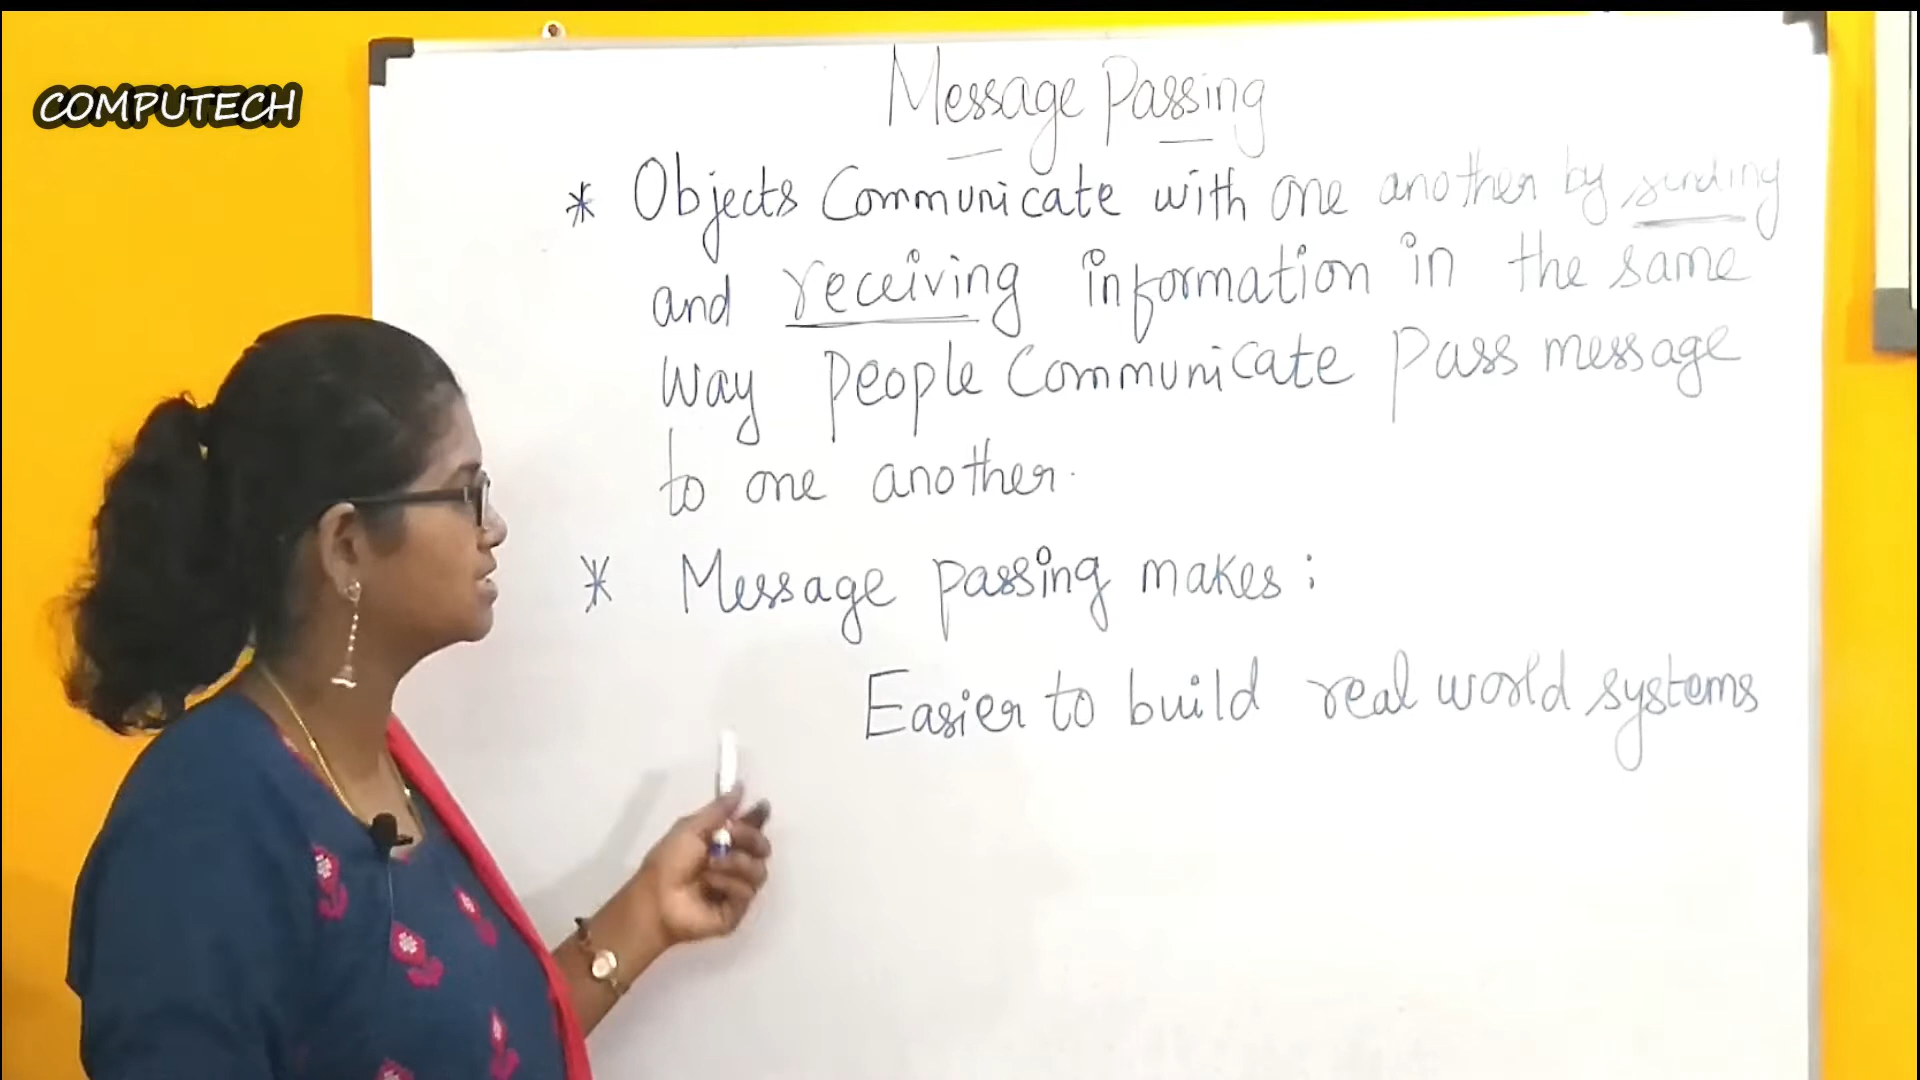 COMPUTECH
Message Passing
* Objects Communicate with one another by sending
and receiving information in the same
way people Communicate pass message
to one another.
* Message passing makes :
Easier to build real world systems